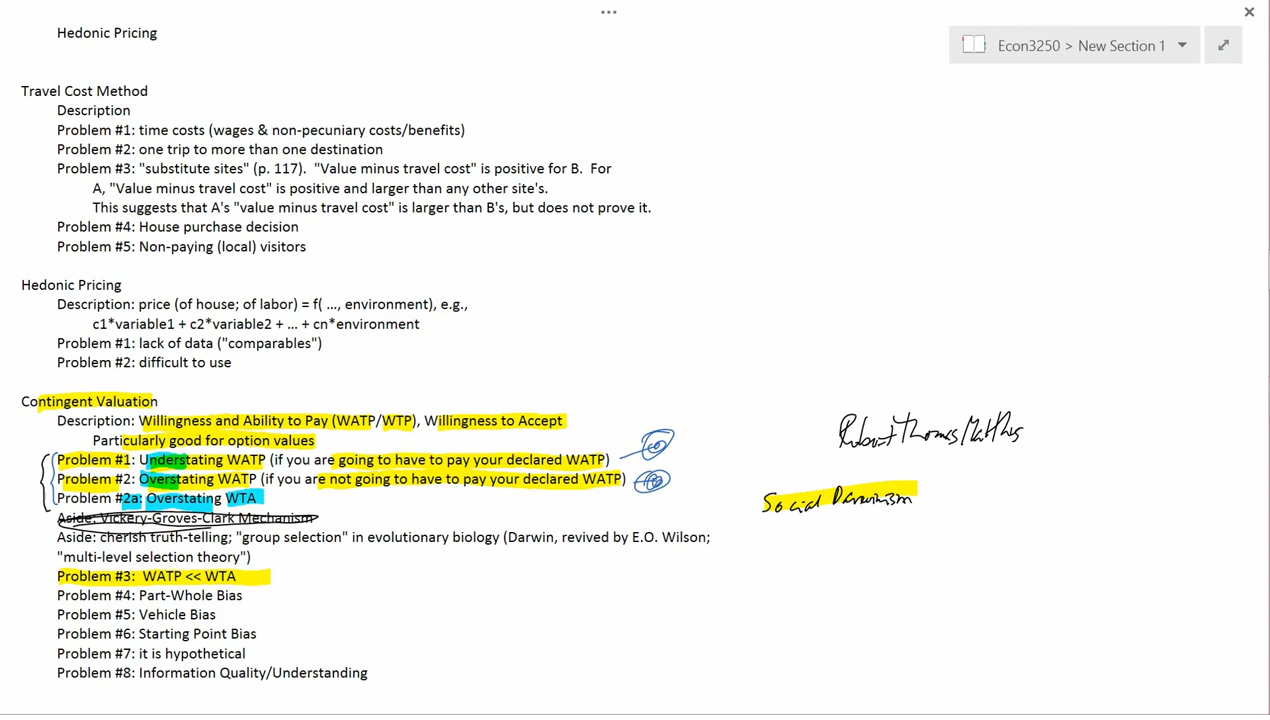 Hedonic Pricing
Econ3250 > New Section 1
Travel Cost Method
Description
Problem #1: time costs (wages & non-pecuniary costs/benefits)
Problem #2: one trip to more than one destination
Problem #3: "substitute sites" (p. 117). "Value minus travel cost" is positive for B. For
A, "Value minus travel cost" is positive and larger than any other site's.
This suggests that A's "value minus travel cost" is larger than B's, but does not prove it.
Problem #4: House purchase decision
Problem #5: Non-paying (local) visitors
Hedonic Pricing
Description: price (of house; of labor) = f( ..., environment), e.g.,
c1*variable1 + c2*variable2 + ... + cn*environment
Problem #1: lack of data ("comparables")
Problem #2: difficult to use
Contingent Valuation
Description: Willingness and Ability to Pay (WATP/WTP), Willingness to Accept
Particularly good for option values
Problem #1: Understating WATP (if you are going to have to pay your declared WATP)
Problem #2: Overstating WATP (if you are not going to have to pay your declared WATP)
Problem #2a: Overstating WTA
Aside: Vickery-Groves-Clark Mechanism
Aside: cherish truth-telling; "group selection" in evolutionary biology (Darwin, revived by E.O. Wilson;
"multi-level selection theory")
Problem #3: WATP << WTA
Problem #4: Part-Whole Bias
Problem #5: Vehicle Bias
Problem #6: Starting Point Bias
Problem #7: it is hypothetical
Problem #8: Information Quality/Understanding
Thomas
Social Darwinism